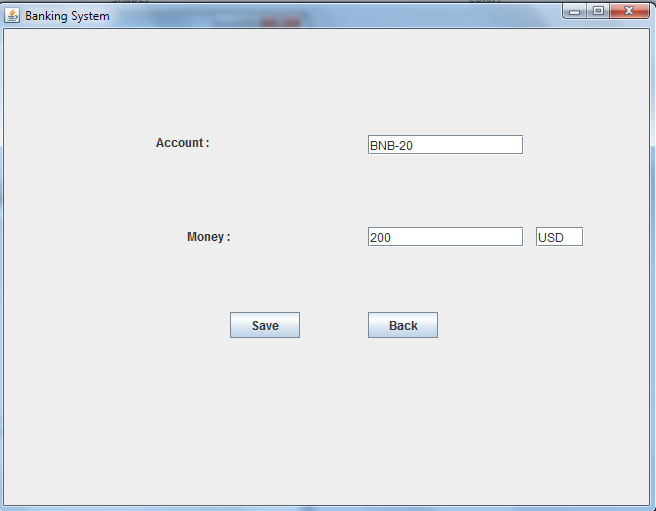 Banking System
Account :
BNB-20
Money :
200
USD
Save
Back